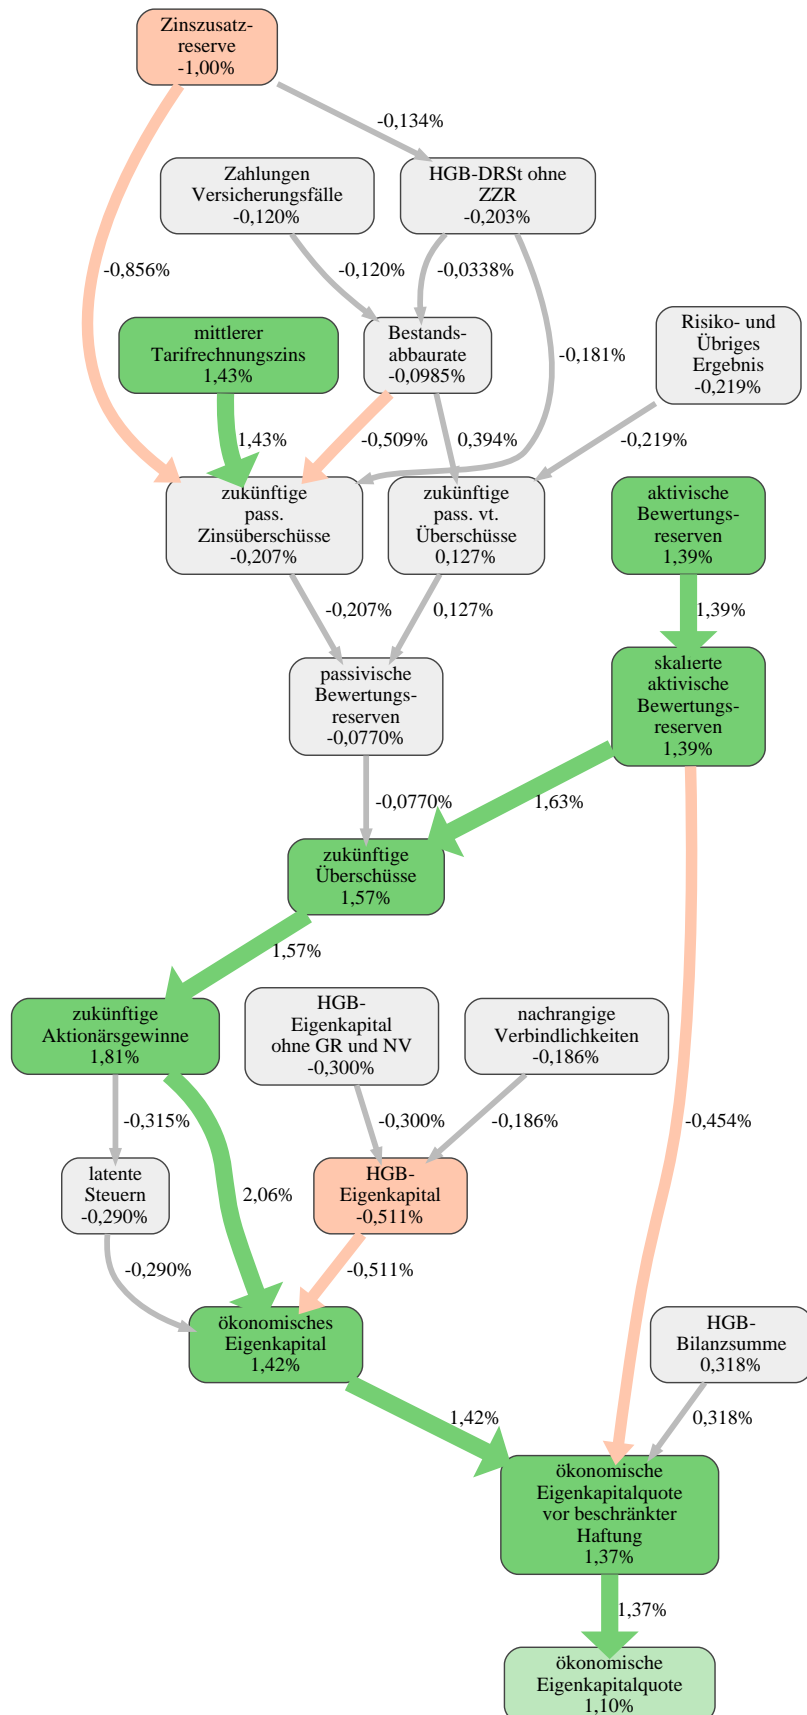 Zinszusatz-
reserve
-1,00%
-0,134%
Zahlungen
Versicherungsfälle
-0,120%
HGB-DRSt ohne
ZZR
-0,203%
-0,856%
-0,120%
-0,0338%
mittlerer
Tarifrechnungszins
1,43%
Bestands-
abbaurate
-0,0985%
-0,181%
Risiko- und
Übriges
Ergebnis
-0,219%
1,43%
-0,509%
0,394%
-0,219%
zukünftige
pass.
Zinsüberschüsse
-0,207%
zukünftige
pass. vt.
Überschüsse
0,127%
aktivische
Bewertungs-
reserven
1,39%
-0,207%
0,127%
1,39%
passivische
Bewertungs-
reserven
-0,0770%
skalierte
aktivische
Bewertungs-
reserven
1,39%
-0,0770%
1,63%
zukünftige
Überschüsse
1,57%
1,57%
zukünftige
Aktionärsgewinne
1,81%
HGB-
Eigenkapital
ohne GR und NV
-0,300%
nachrangige
Verbindlichkeiten
-0,186%
-0,315%
-0,300%
-0,186%
-0,454%
latente
Steuern
-0,290%
2,06%
HGB-
Eigenkapital
-0,511%
-0,290%
-0,511%
ökonomisches
Eigenkapital
1,42%
HGB-
Bilanzsumme
0,318%
1,42%
0,318%
ökonomische
Eigenkapitalquote
vor beschränkter
Haftung
1,37%
1,37%
ökonomische
Eigenkapitalquote
1,10%